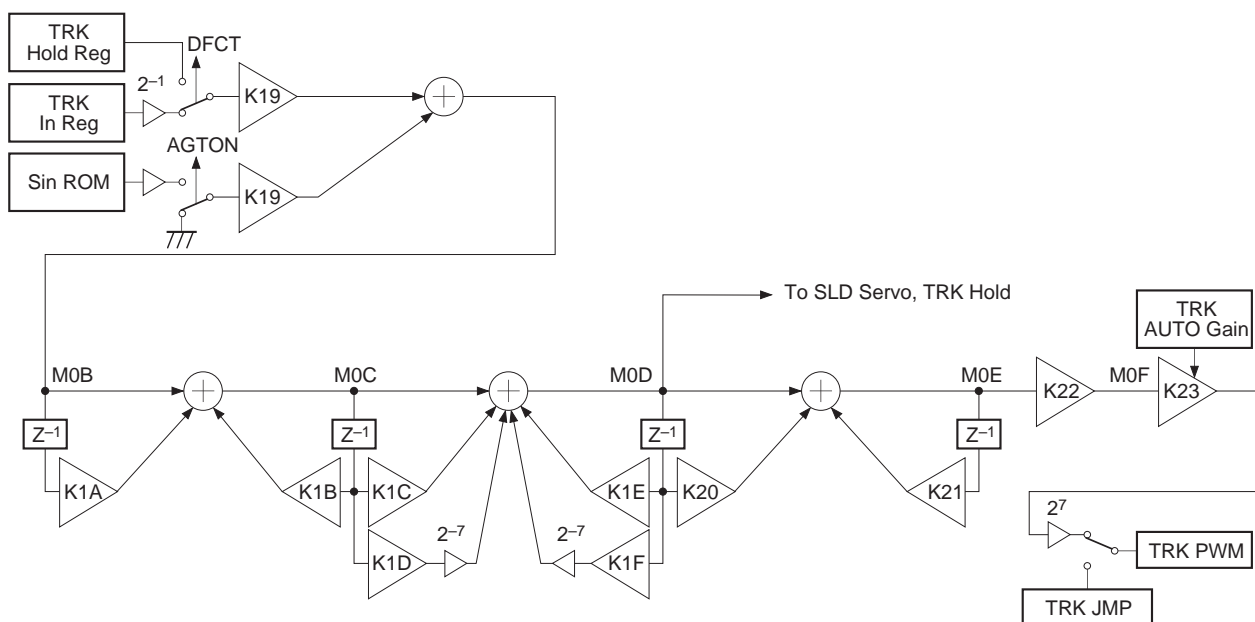 TRK
Hold Reg
DFCT
2–1
K19
TRK
In Reg
AGTON
Sin ROM
K19
To SLD Servo, TRK Hold
TRK
AUTO Gain
M0B
M0C
M0D
M0E
K22
M0F
K23
Z–1
Z–1
Z–1
Z–1
K1A
K1B
K1C
K1E
K20
K21
K1D
2–7
2–7
K1F
27
TRK PWM
TRK JMP